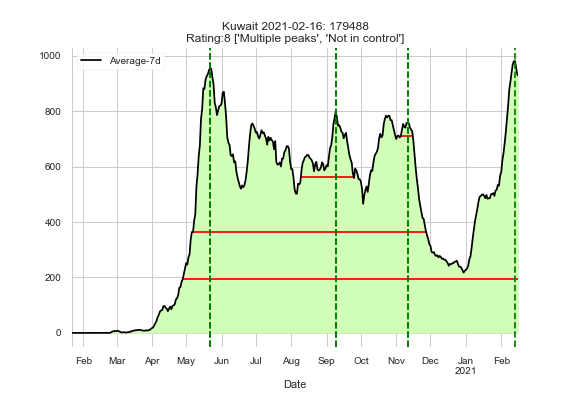 Kuwait 2021-02-16: 179488
Rating:8 ['Multiple peaks', 'Not in control']
Average-7d
1000
800
600
400
200
0
Feb Mar Apr May Jun Jul Aug Sep Oct Nov Dec Jan Feb
2021
Date